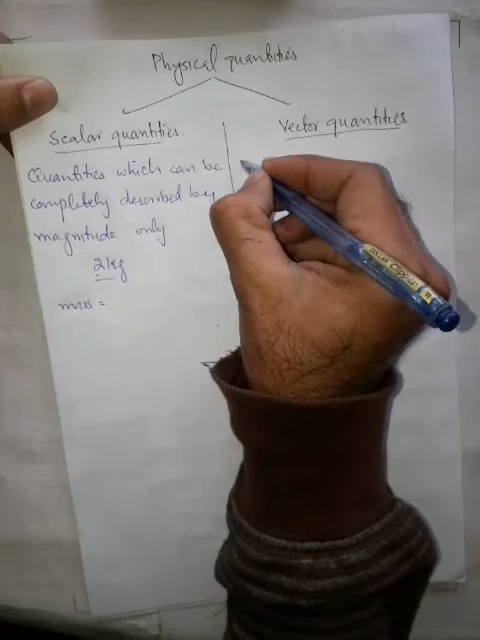 Physical quantities
Scalar quantities.
Vector quantities
Quantities which can be
completely described by
magnitude only
2kg
mass =